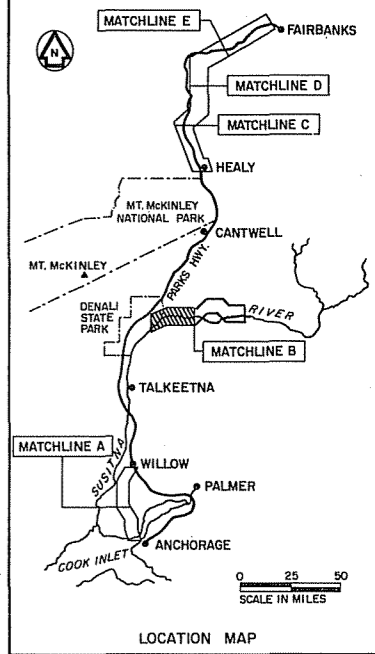 MATCHLINE E
FAIRBANKS
N
MATCHLINE D
MATCHLINE C
HEALY
MT. McKINLEY
NATIONAL PARK
CANTWELL
MT. McKINLEY
PARKS HWY.
DENALI
STATE
PARK
RIVER
MATCHLINE B
TALKEETNA
MATCHLINE A
SUSITNA
WILLOW
PALMER
ANCHORAGE
COOK INLET
0 25 50
SCALE IN MILES
LOCATION MAP